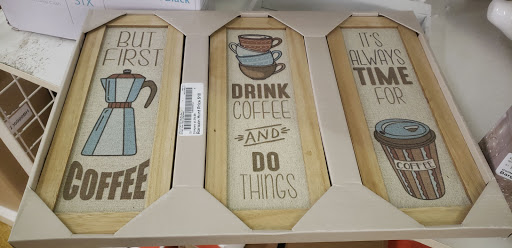 BUT FIRST
COFFEE
DRINK
COFFEE
AND
DO
THINGS
IT'S
ALWAYS
TIME
FOR
COFFEE